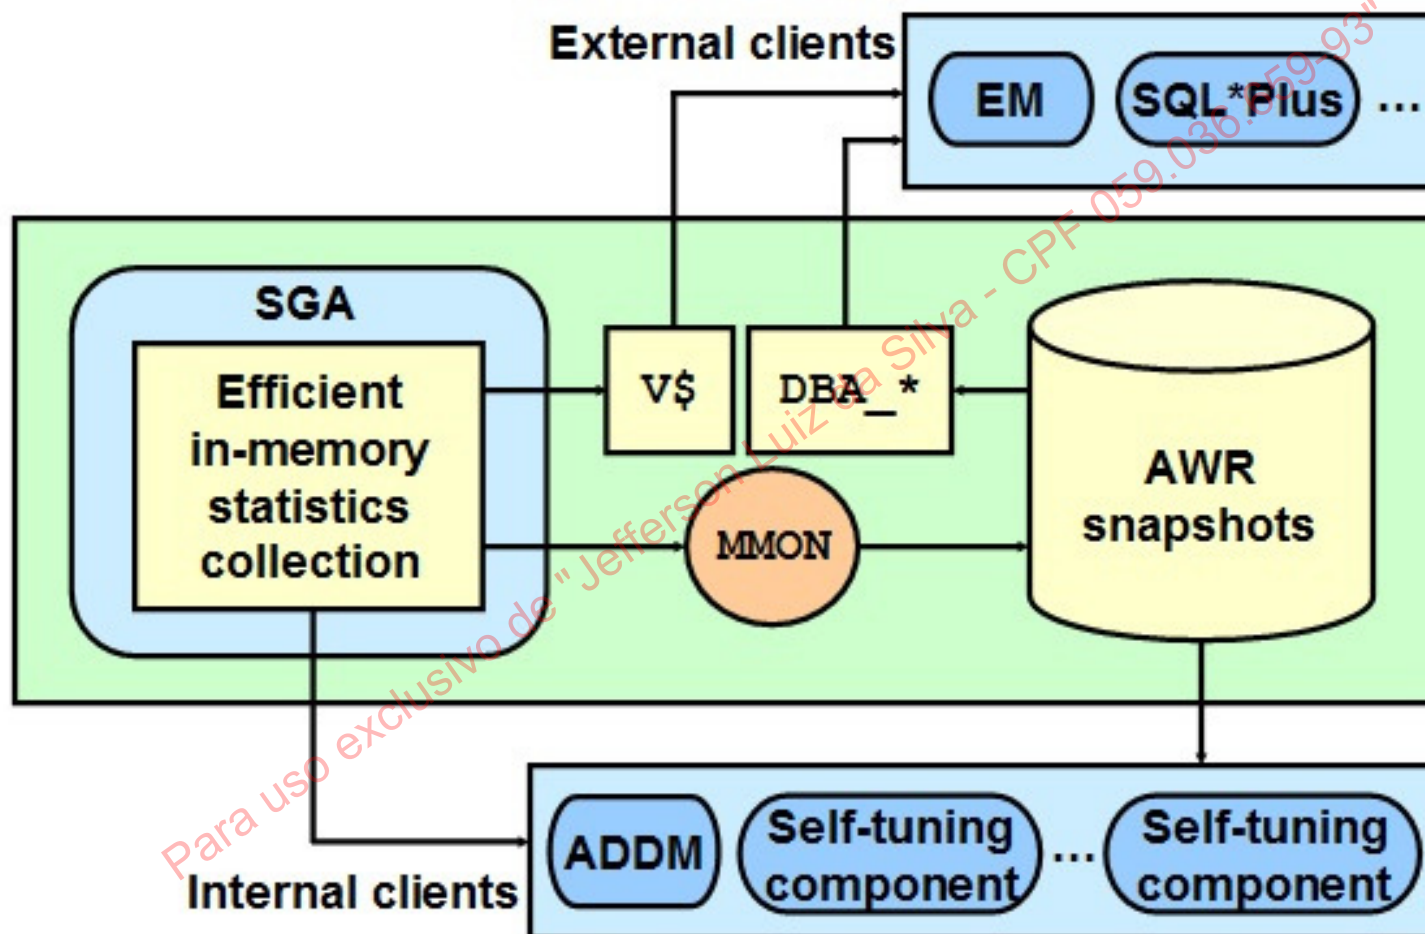 External clients
EM
SQL*Plus
...
SGA
Efficient
in-memory
statistics
collection
V$
DBA_*
MMON
AWR
snapshots
Para uso exclusivo de "Jefferson Luiz da Silva - CPF 059.036.859-93"
Internal clients
ADDM
Self-tuning
component
...
Self-tuning
component